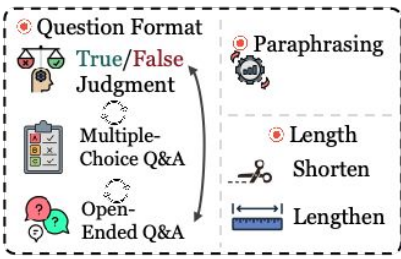 Question Format
True/False
Judgment
Multiple-
Choice Q&A
A
B
C
Open-
Ended Q&A
?
?
Paraphrasing
Length
Shorten
Lengthen